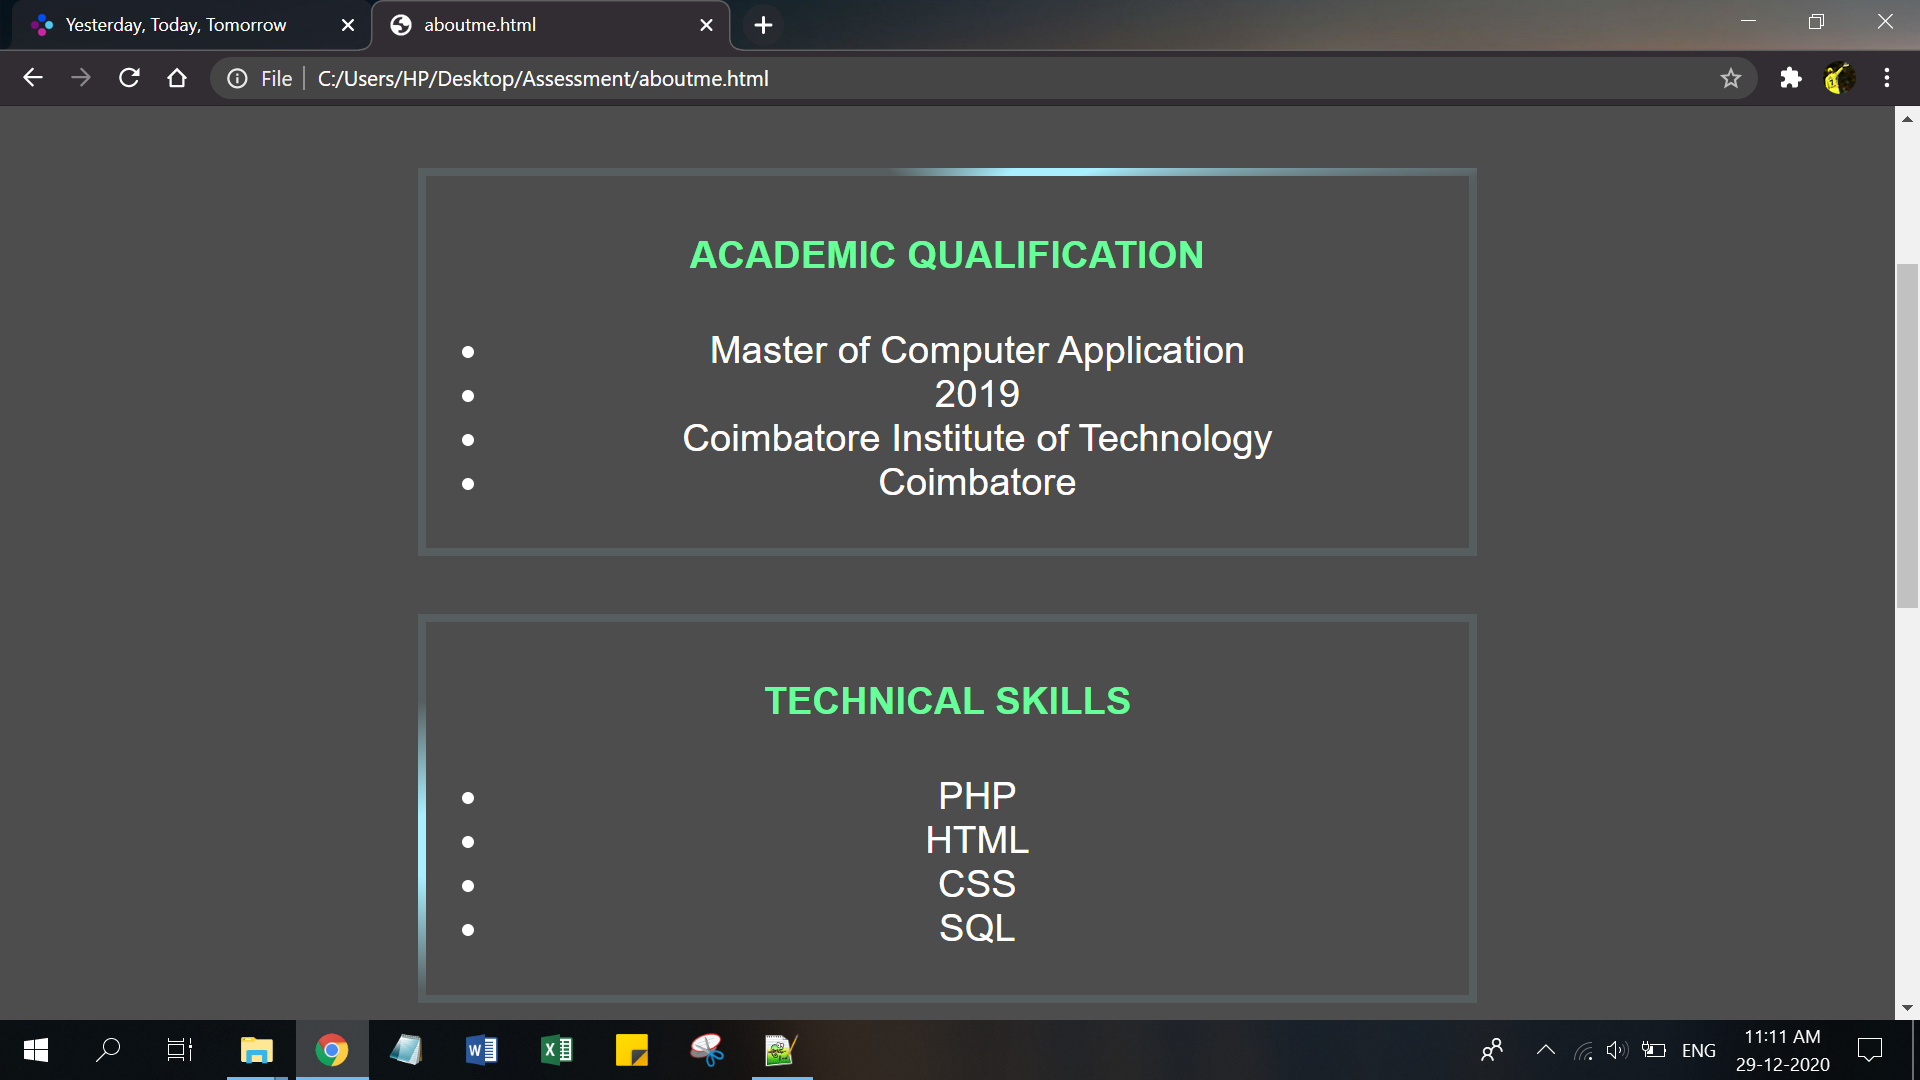 Yesterday, Today, Tomorrow
aboutme.html
File
C:/Users/HP/Desktop/Assessment/aboutme.html
ACADEMIC QUALIFICATION
Master of Computer Application
2019
Coimbatore Institute of Technology
Coimbatore
TECHNICAL SKILLS
PHP
HTML
CSS
SQL
ENG
11:11 AM
29-12-2020